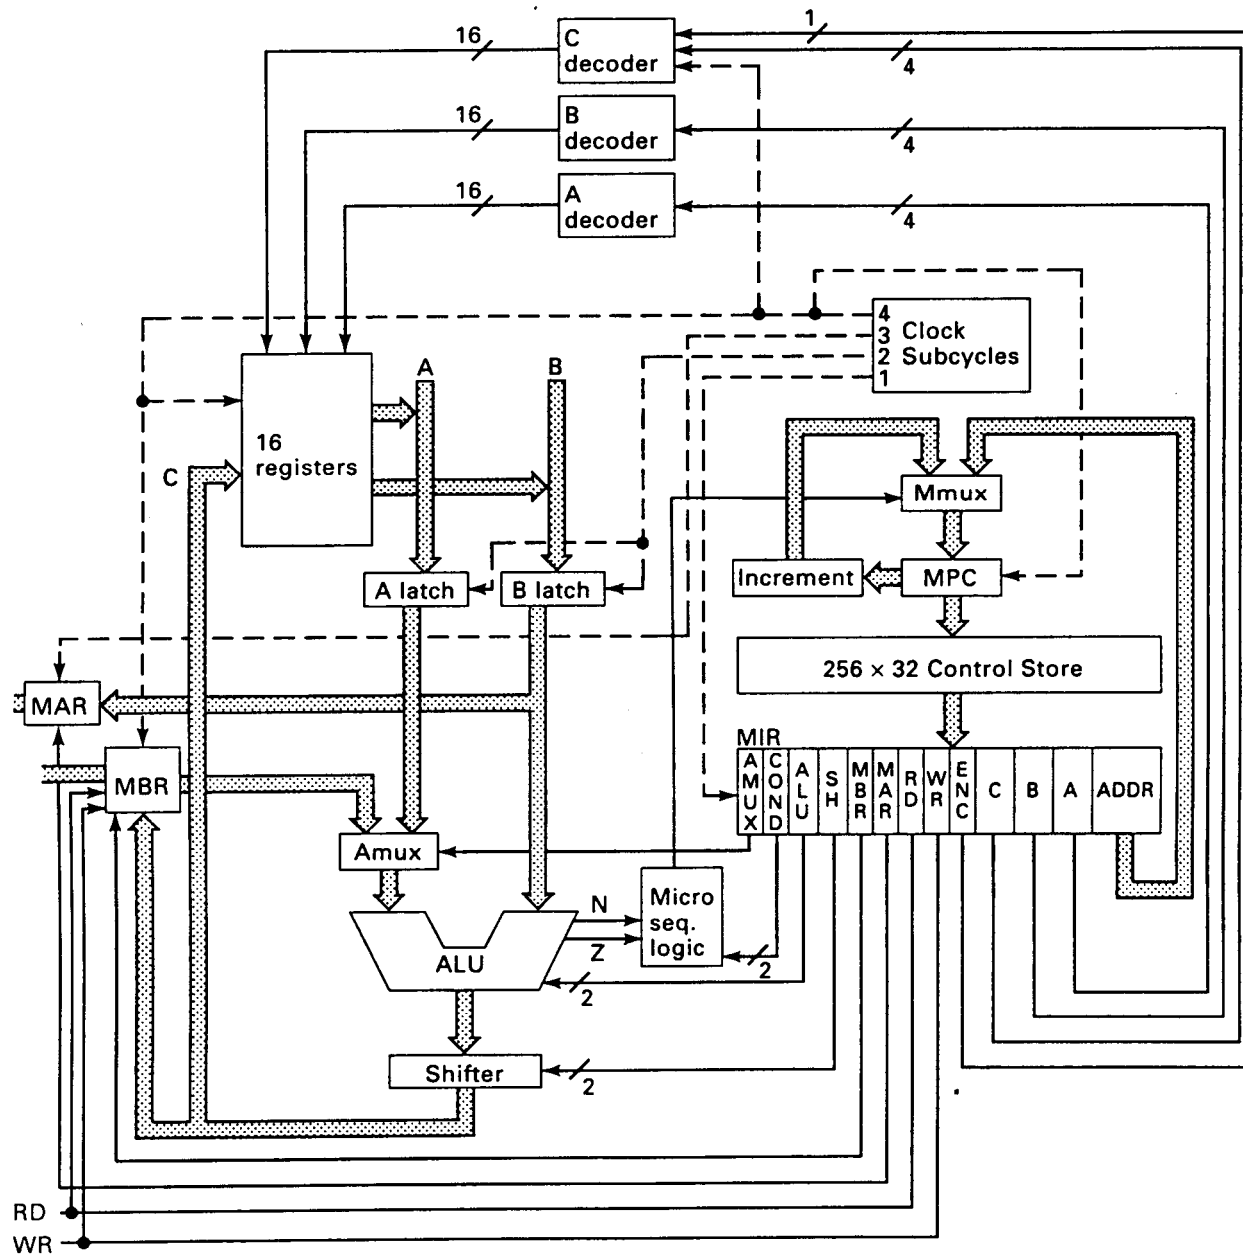 1
16
C
decoder
4
16
B
decoder
4
16
A
decoder
4
4
3
2
1
Clock
Subcycles
A
B
16
registers
C
Mmux
A latch
B latch
Increment
MPC
256 × 32 Control Store
MAR
MIR
MBR
AMUX
COND
ALU
SH
MBR
MAR
RD
WR
ENC
C
B
A
ADDR
Amux
N
Z
Micro
seq.
logic
2
ALU
2
Shifter
2
RD
WR